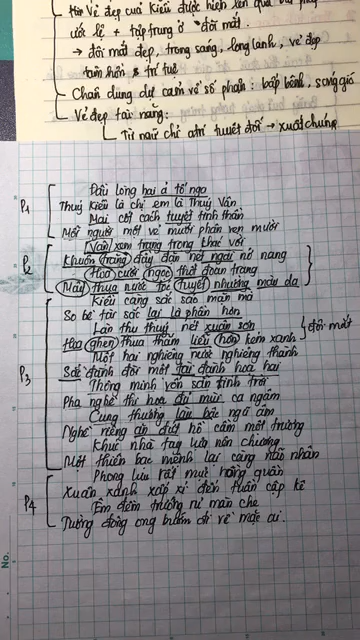 từ vẻ đẹp của Kiều được hiện lên qua
ước lệ + tập trung ở "đôi mắt"
→ đôi mắt đẹp, trong sáng, long lanh, vẻ đẹp
tâm hồn & trí tuệ
Chân dung dự cảm về số phận: bấp bênh, sóng gió
Vẻ đẹp tài năng:
Từ ngữ chỉ tuyệt đối → xuất chúng
P1
Đầu lòng hai ả tố nga
Thuý Kiều là chị em là Thuý Vân
Mai cốt cách tuyết tinh thần
Mỗi người một vẻ mười phân vẹn mười
P2
Vân xem trang trọng khác vời
Khuôn trăng đầy đặn nét ngài nở nang
Hoa cười ngọc thốt đoan trang
Mây thua nước tóc tuyết nhường màu da
P3
Kiều càng sắc sảo mặn mà
So bề tài sắc lại là phần hơn
Làn thu thuỷ nét xuân sơn
Hoa ghen thua thắm liễu hờn kém xanh
đôi mắt
Một hai nghiêng nước nghiêng thành
Sắc đành đòi một tài đành hoạ hai
Thông minh vốn sẵn tính trời
Pha nghề thi hoạ đủ mùi ca ngâm
Cung thương làu bậc ngũ âm
Nghề riêng ăn đứt hồ cầm một trương
Khúc nhà tay lựa nên chương
Một thiên bạc mệnh lại càng não nhân
P4
Phong lưu rất mực hồng quần
Xuân xanh xấp xỉ đến tuần cập kê
Êm đềm trướng rủ màn che
Tường đông ong bướm đi về mặc ai.
No.